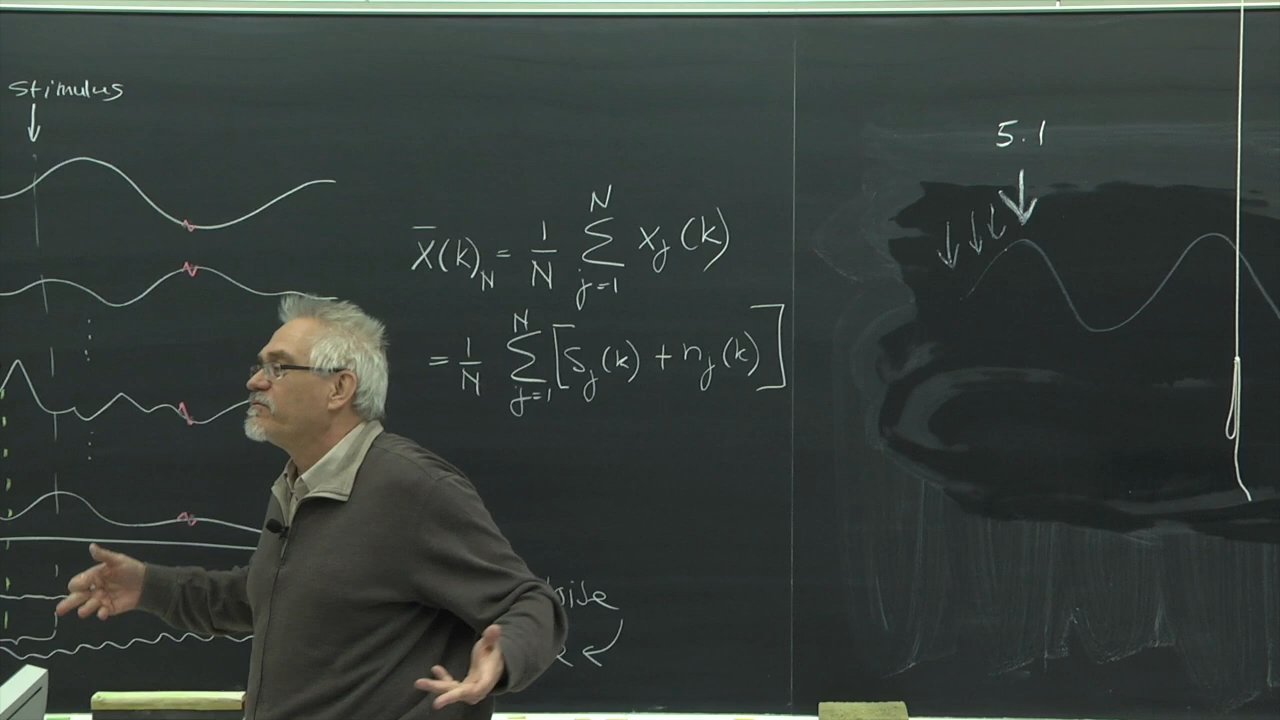 stimulus
X̄(k)_N = 1/N Σ_{j=1}^{N} x_j(k)
= 1/N Σ_{j=1}^{N} [S_j(k) + n_j(k)]
5.1